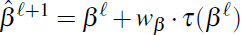 β̂^{ℓ+1} = β^ℓ + w_β · τ(β^ℓ)